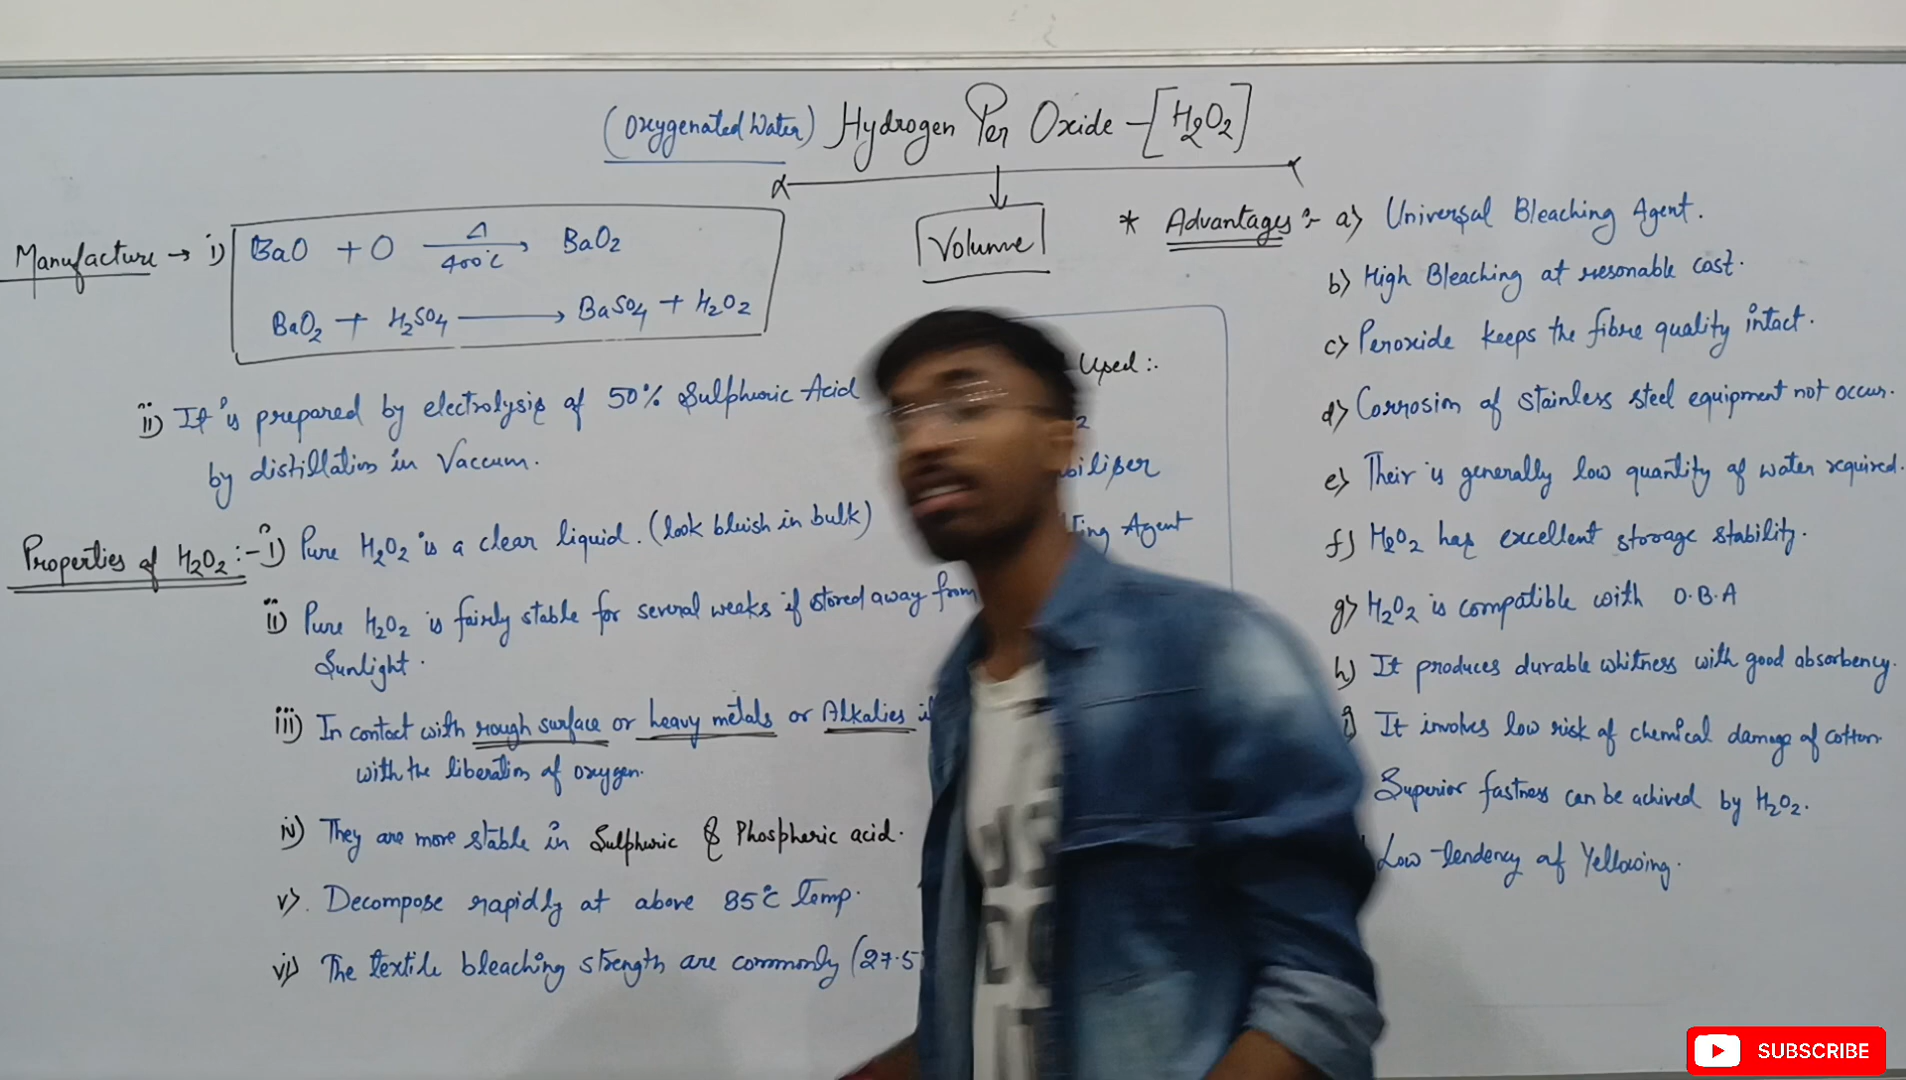 (Oxygenated Water) Hydrogen Per Oxide - [H2O2]
Volume
Manufacture → i) BaO + O Δ 400°C → BaO2
BaO2 + H2SO4 → BaSO4 + H2O2
ii) It is prepared by electrolysis of 50% Sulphuric Acid
by distillation in Vaccum.
Properties of H2O2 :- i) Pure H2O2 is a clear liquid. (look bluish in bulk)
ii) Pure H2O2 is fairly stable for several weeks if stored away from
Sunlight.
iii) In contact with rough surface or heavy metals or Alkalies
with the liberation of oxygen.
iv) They are more stable in Sulphuric & Phospheric acid.
v) Decompose rapidly at above 85°C Temp.
vi) The textile bleaching strength are commonly (27.5
Used :-
2
Agent
* Advantages :- a) Universal Bleaching Agent.
b) High Bleaching at resonable cost.
c) Peroxide keeps the fibre quality intact.
d) Corrosion of stainless steel equipment not occur.
e) Their is generally low quantity of water required.
f) H2O2 has excellent storage stability.
g) H2O2 is compatible with O.B.A
h) It produces durable whitness with good absorbency.
i) It involves low risk of chemical damage of cotton
Superior fastness can be achived by H2O2.
Low tendency of Yellowing.
SUBSCRIBE